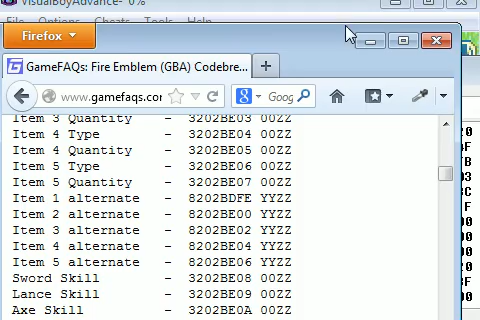 VisualBoyAdvance- 0%
File Options Cheats Tools Help
Firefox
GameFAQs: Fire Emblem (GBA) Codebre...
www.gamefaqs.cor
Goog
Item 3 Quantity - 3202BE03 00ZZ
Item 4 Type - 3202BE04 00ZZ
Item 4 Quantity - 3202BE05 00ZZ
Item 5 Type - 3202BE06 00ZZ
Item 5 Quantity - 3202BE07 00ZZ
Item 1 alternate - 8202BDFE YYZZ
Item 2 alternate - 8202BE00 YYZZ
Item 3 alternate - 8202BE02 YYZZ
Item 4 alternate - 8202BE04 YYZZ
Item 5 alternate - 8202BE06 YYZZ
Sword Skill - 3202BE08 00ZZ
Lance Skill - 3202BE09 00ZZ
Axe Skill - 3202BE0A 00ZZ